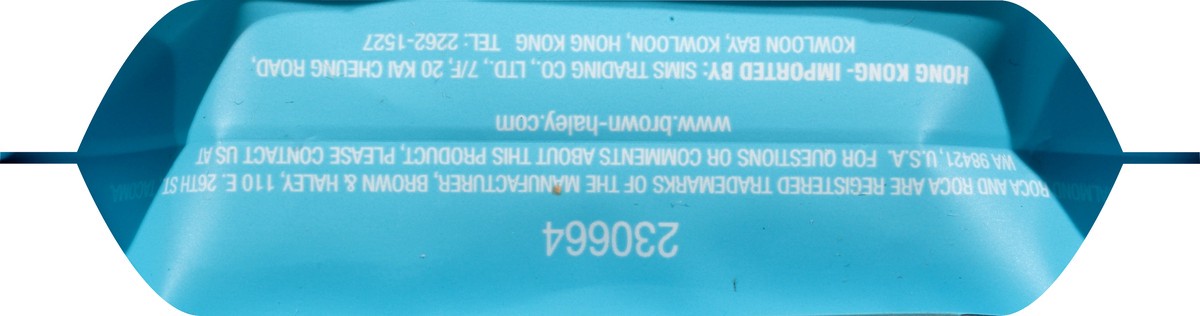 230664
ALMOND ROCA AND ROCA ARE REGISTERED TRADEMARKS OF THE MANUFACTURER, BROWN & HALEY, 110 E. 26TH ST. TACOMA,
WA 98421, U.S.A. FOR QUESTIONS OR COMMENTS ABOUT THIS PRODUCT, PLEASE CONTACT US AT
www.brown-haley.com
HONG KONG- IMPORTED BY: SIMS TRADING CO., LTD., 7/F, 20 KAI CHEUNG ROAD,
KOWLOON BAY, KOWLOON, HONG KONG TEL: 2262-1527